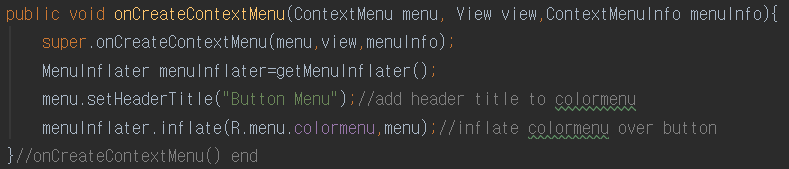 public void onCreateContextMenu(ContextMenu menu, View view,ContextMenuInfo menuInfo){
super.onCreateContextMenu(menu,view,menuInfo);
MenuInflater menuInflater=getMenuInflater();
menu.setHeaderTitle("Button Menu");//add header title to colormenu
menuInflater.inflate(R.menu.colormenu,menu);//inflate colormenu over button
}//onCreateContextMenu() end